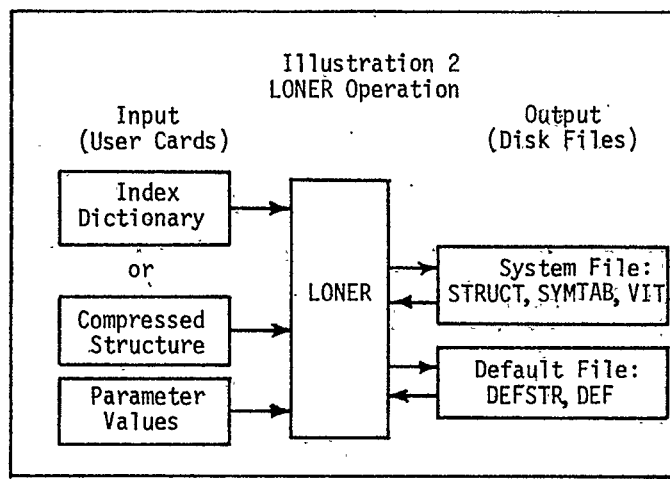 Illustration 2
LONER Operation
Input
(User Cards)
Output
(Disk Files)
Index
Dictionary
or
Compressed
Structure
Parameter
Values
LONER
System File:
STRUCT, SYMTAB, VIT
Default File:
DEFSTR, DEF